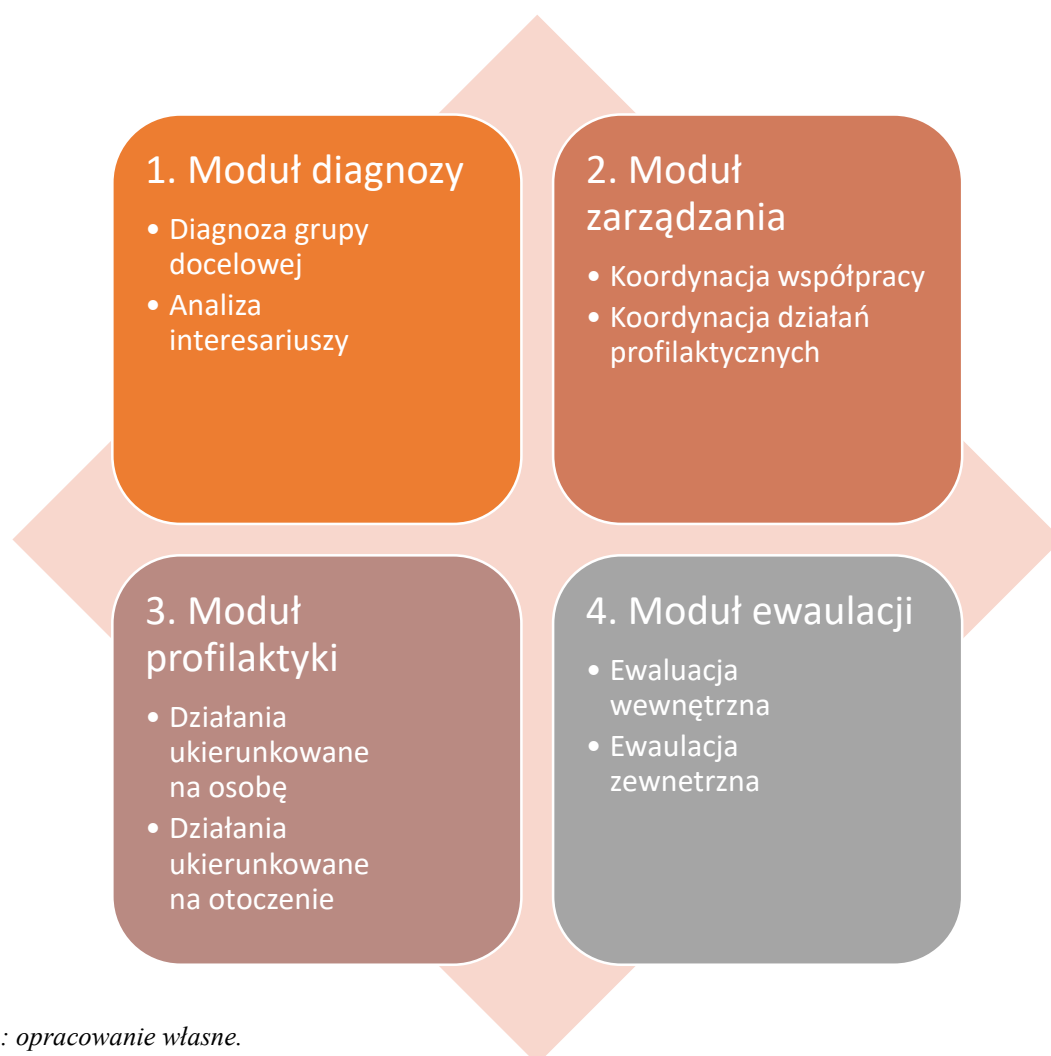 1. Moduł diagnozy
• Diagnoza grupy
docelowej
• Analiza
interesariuszy
2. Moduł
zarządzania
• Koordynacja współpracy
• Koordynacja działań
profilaktycznych
3. Moduł
profilaktyki
• Działania
ukierunkowane
na osobę
• Działania
ukierunkowane
na otoczenie
4. Moduł ewaulacji
• Ewaluacja
wewnętrzna
• Ewaulacja
zewnetrzna
: opracowanie własne.